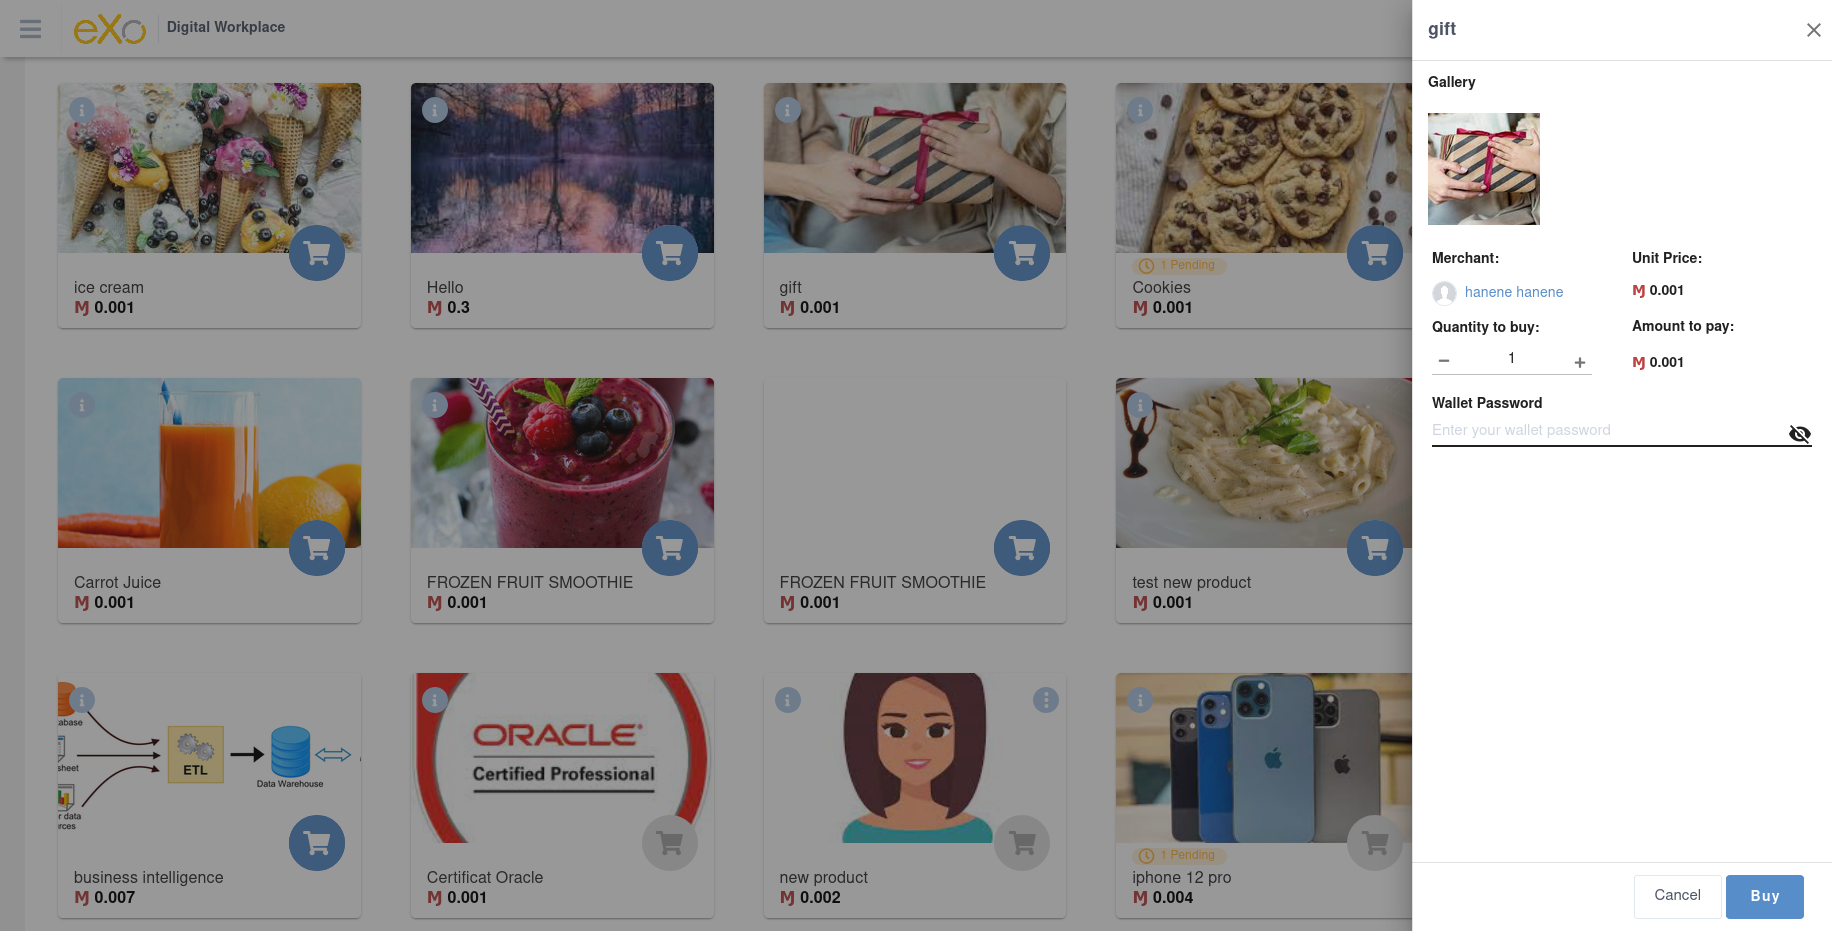 eXo
Digital Workplace
ice cream
0.001
Hello
0.3
gift
0.001
1 Pending
Cookies
0.001
Carrot Juice
0.001
FROZEN FRUIT SMOOTHIE
0.001
FROZEN FRUIT SMOOTHIE
0.001
test new product
0.001
abase
sheet
r data
rces
ETL
Data Warehouse
business intelligence
0.007
ORACLE
Certified Professional
Certificat Oracle
0.001
new product
0.002
1 Pending
iphone 12 pro
0.004
gift
Gallery
Merchant:
Unit Price:
hanene hanene
0.001
Quantity to buy:
Amount to pay:
1
0.001
Wallet Password
Enter your wallet password
Cancel
Buy